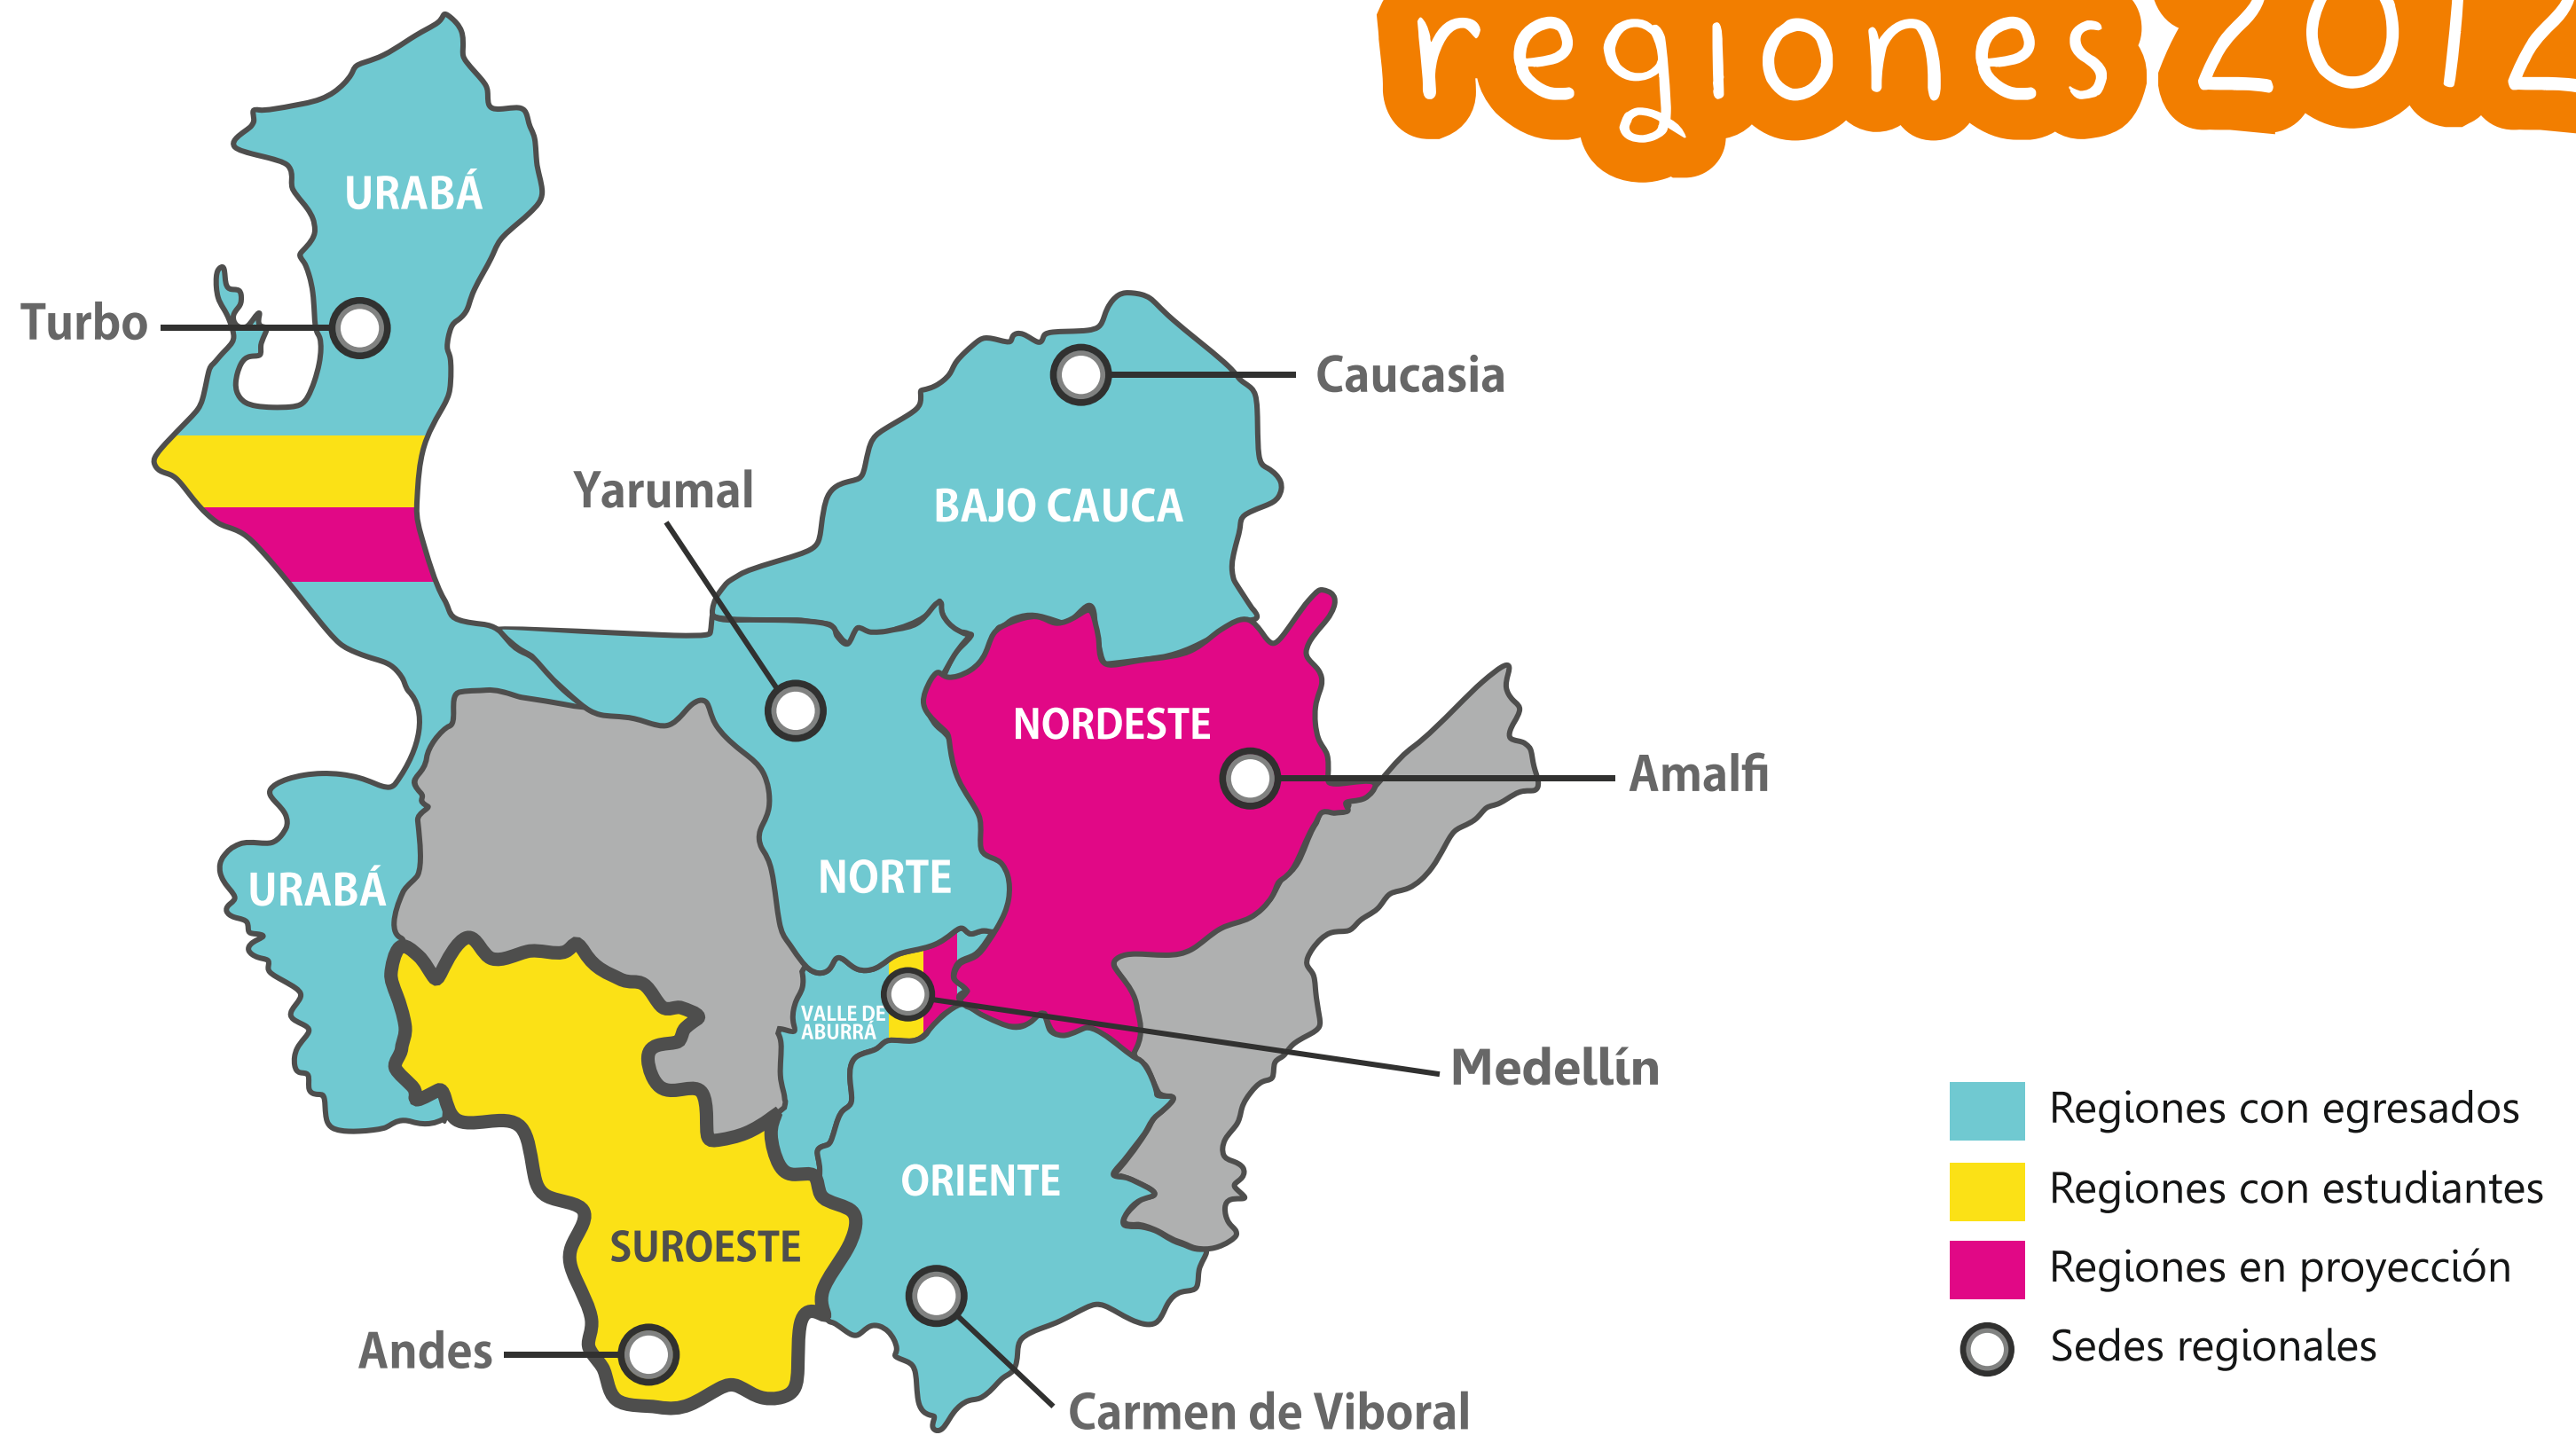 regiones 2012
URABÁ
Turbo
Caucasia
Yarumal
BAJO CAUCA
NORDESTE
Amalfi
NORTE
URABÁ
VALLE DE
ABURRÁ
Medellín
ORIENTE
SUROESTE
Andes
Carmen de Viboral
Regiones con egresados
Regiones con estudiantes
Regiones en proyección
Sedes regionales